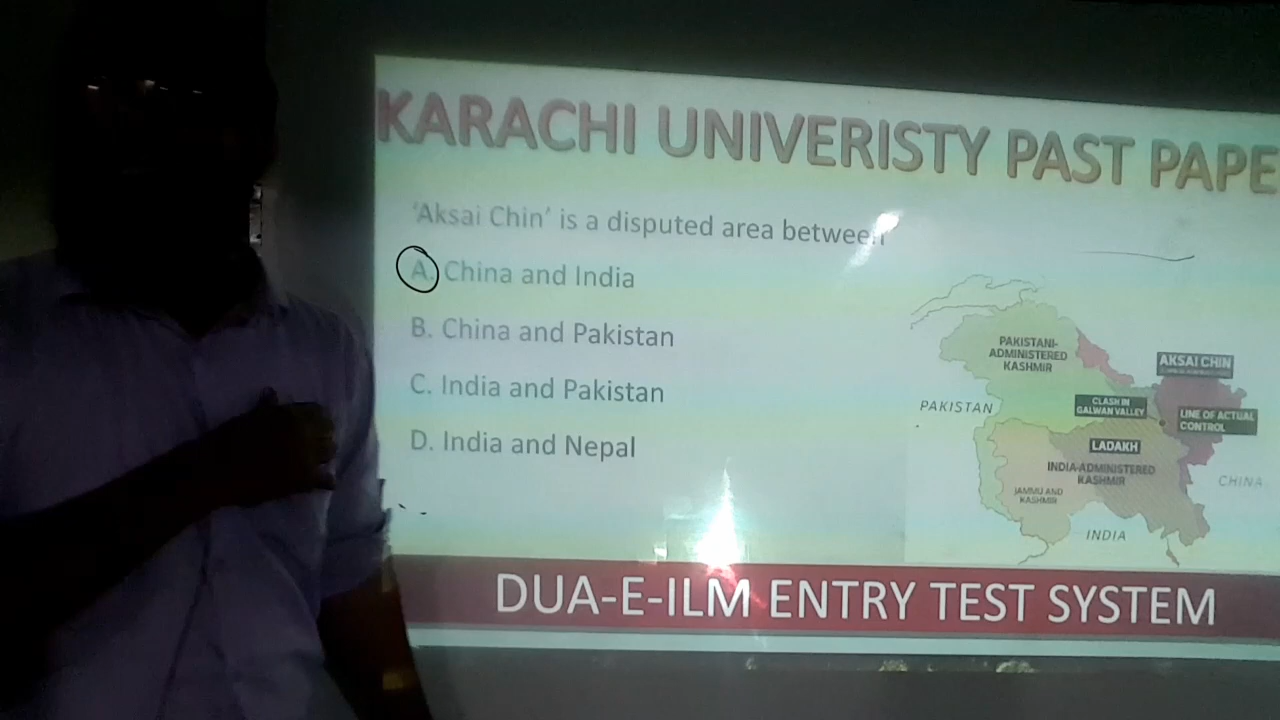 KARACHI UNIVERISTY PAST PAPE
'Aksai Chin' is a disputed area between
A. China and India
B. China and Pakistan
C. India and Pakistan
D. India and Nepal
PAKISTANI-
ADMINISTERED
KASHMIR
AKSAI CHIN
PAKISTAN
CLASH IN
GALWAN VALLEY
LINE OF ACTUAL
CONTROL
LADAKH
INDIA-ADMINISTERED
KASHMIR
CHINA
JAMMU AND
KASHMIR
INDIA
DUA-E-ILM ENTRY TEST SYSTEM